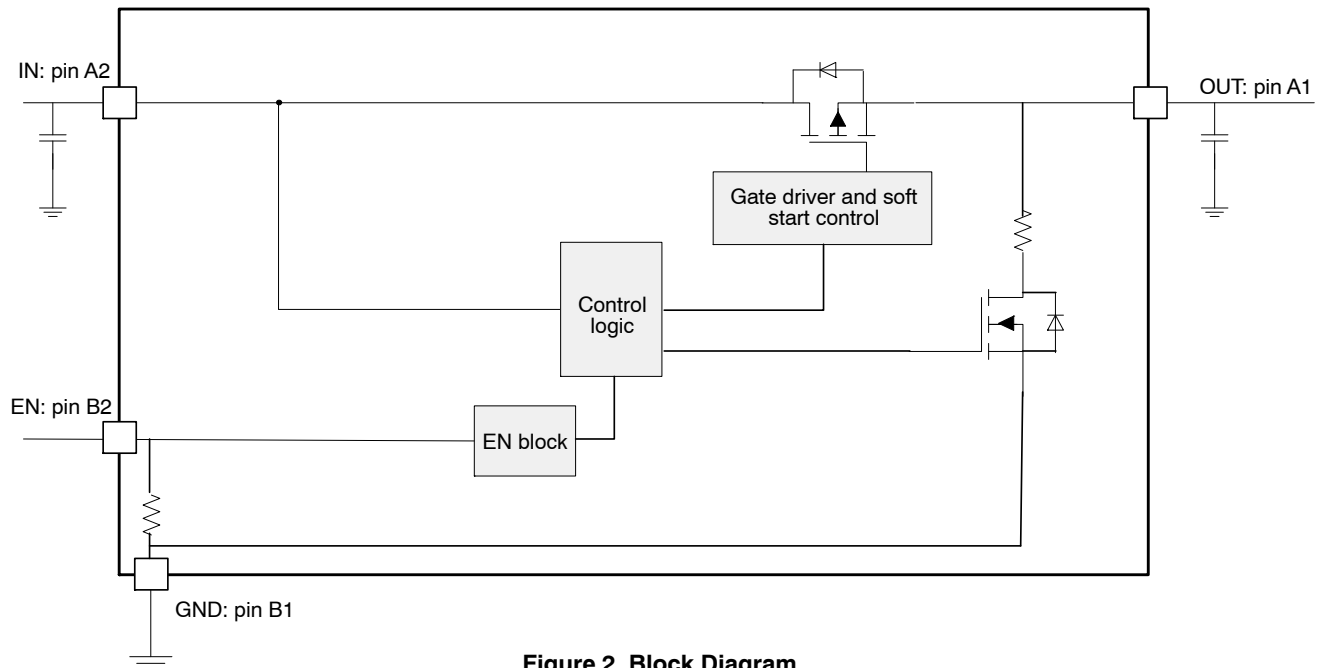 IN: pin A2
OUT: pin A1
Gate driver and soft
start control
Control
logic
EN: pin B2
EN block
GND: pin B1
Figure 2. Block Diagram